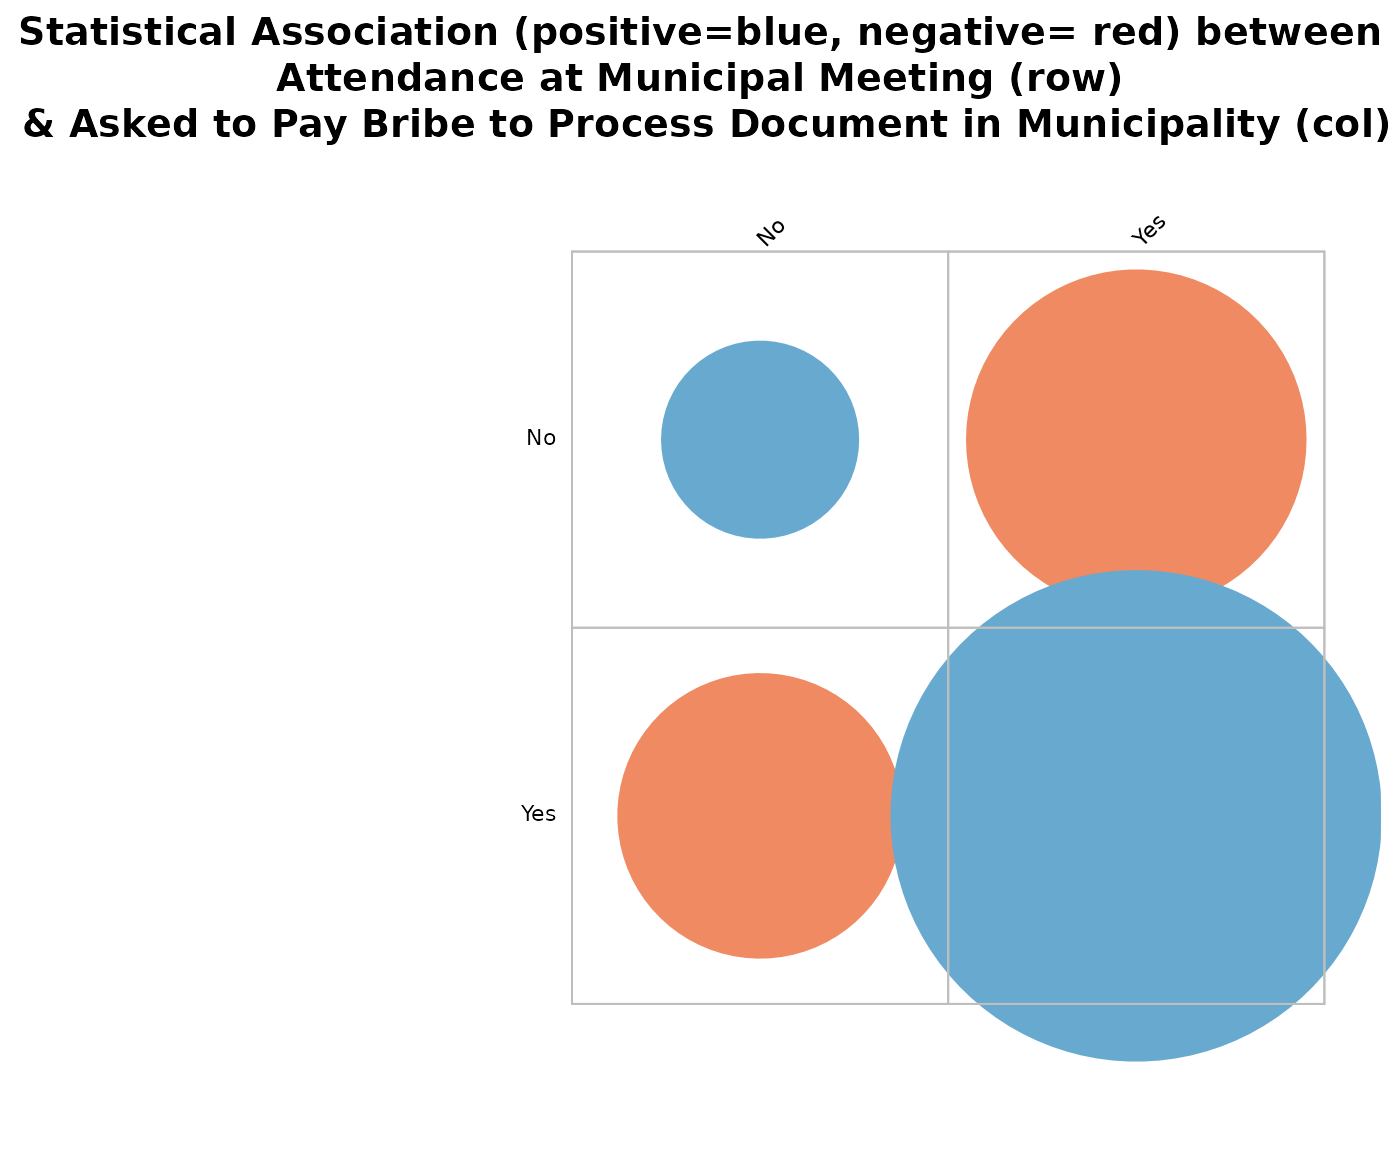 Statistical Association (positive=blue, negative= red) between
Attendance at Municipal Meeting (row)
& Asked to Pay Bribe to Process Document in Municipality (col)
No Yes
No
Yes